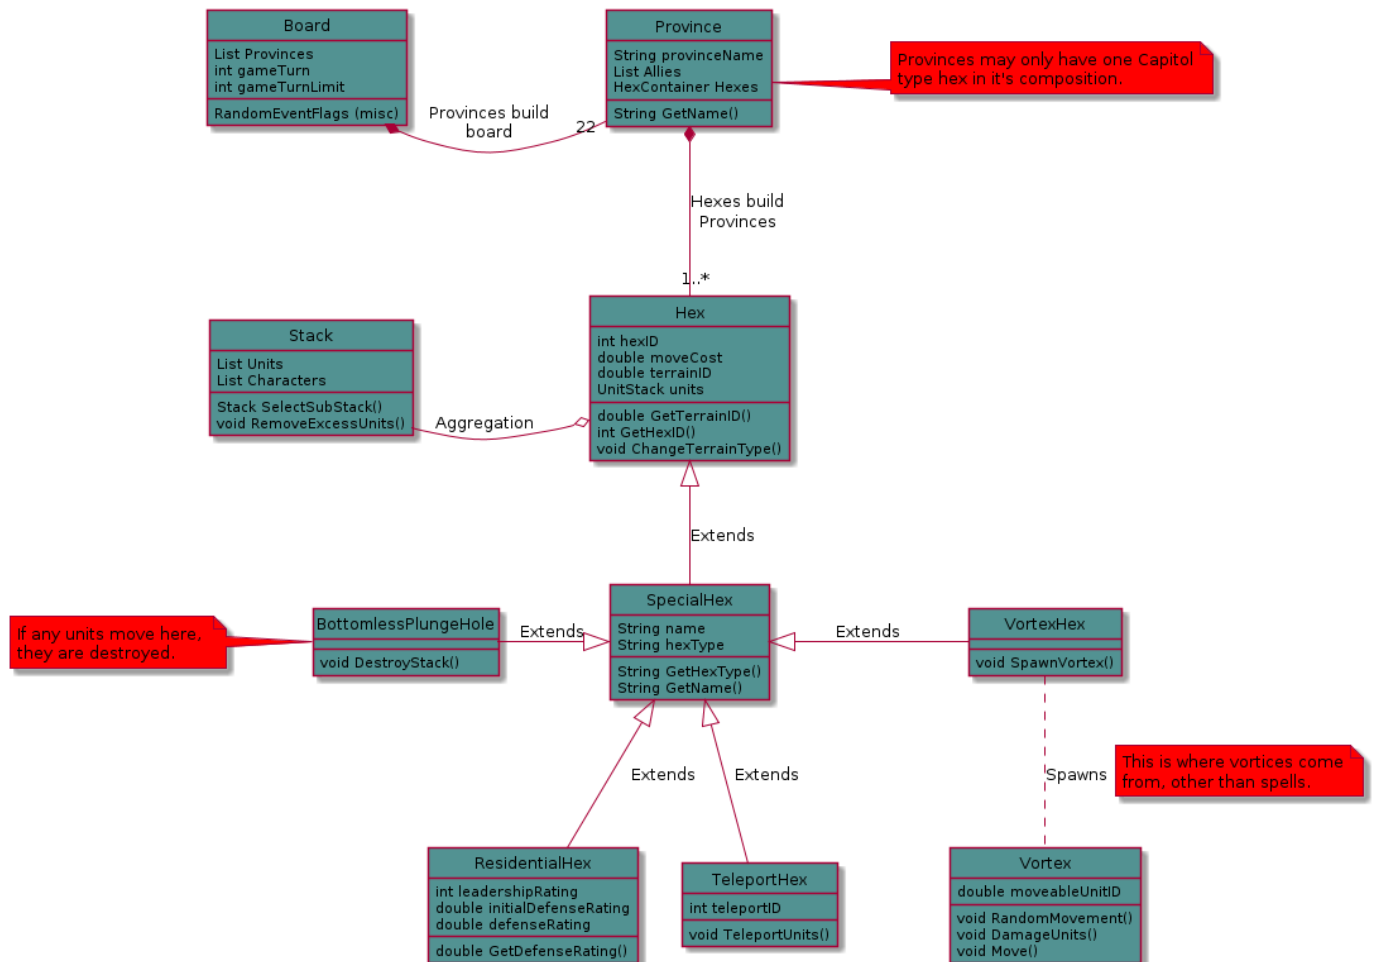 Board
List Provinces
int gameTurn
int gameTurnLimit
RandomEventFlags (misc)
Provinces build
board
22
Province
String provinceName
List Allies
HexContainer Hexes
String GetName()
Provinces may only have one Capitol
type hex in it's composition.
Hexes build
Provinces
1..*
Stack
List Units
List Characters
Stack SelectSubStack()
void RemoveExcessUnits()
Aggregation
Hex
int hexID
double moveCost
double terrainID
UnitStack units
double GetTerrainID()
int GetHexID()
void ChangeTerrainType()
Extends
If any units move here,
they are destroyed.
BottomlessPlungeHole
void DestroyStack()
Extends
SpecialHex
String name
String hexType
String GetHexType()
String GetName()
Extends
VortexHex
void SpawnVortex()
Extends
Extends
Spawns
This is where vortices come
from, other than spells.
ResidentialHex
int leadershipRating
double initialDefenseRating
double defenseRating
double GetDefenseRating()
TeleportHex
int teleportID
void TeleportUnits()
Vortex
double moveableUnitID
void RandomMovement()
void DamageUnits()
void Move()